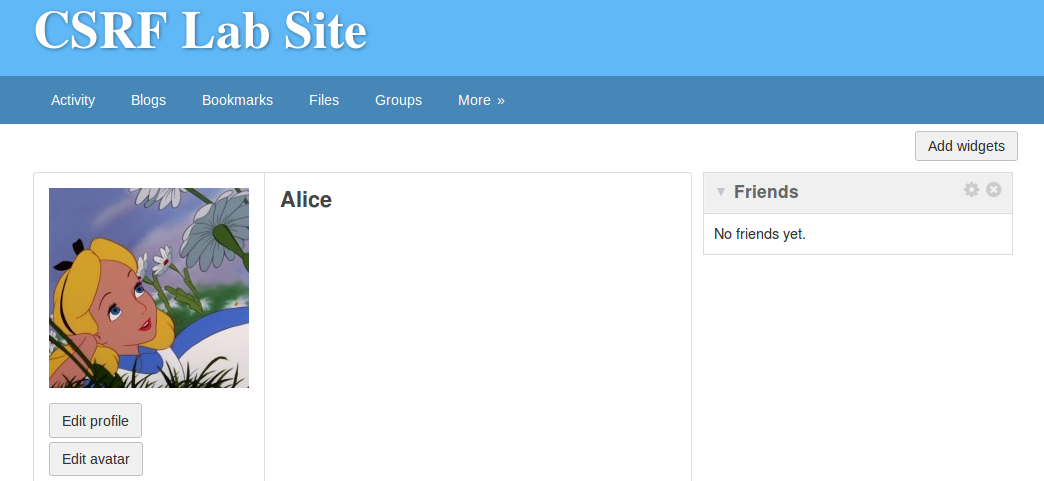 CSRF Lab Site
Activity Blogs Bookmarks Files Groups More »
Add widgets
Alice
Friends
No friends yet.
Edit profile
Edit avatar